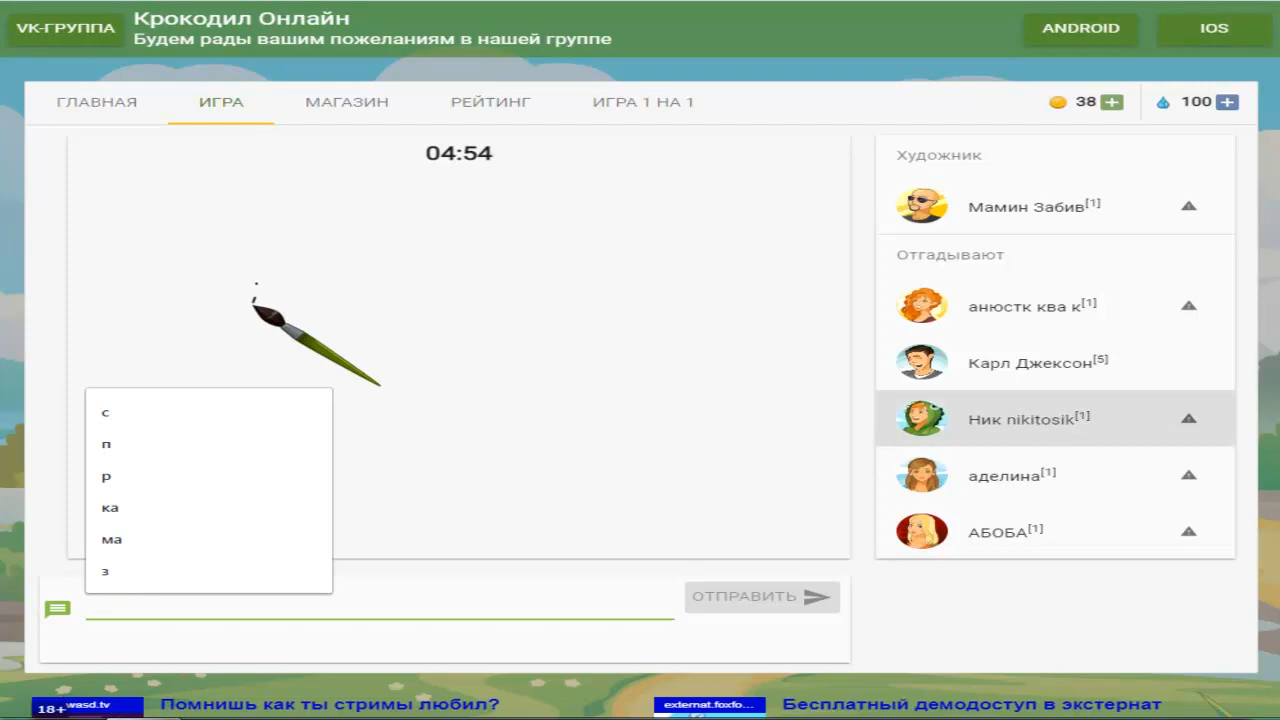 VK-ГРУППА
Крокодил Онлайн
Будем рады вашим пожеланиям в нашей группе
ANDROID
IOS
ГЛАВНАЯ
ИГРА
МАГАЗИН
РЕЙТИНГ
ИГРА 1 НА 1
38
100
04:54
Художник
Мамин Забив[1]
Отгадывают
анюстк ква к[1]
Карл Джексон[5]
Ник nikitosik[1]
аделина[1]
АБОБА[1]
с
п
р
ка
ма
з
ОТПРАВИТЬ
18+
wasd.tv
Помнишь как ты стримы любил?
externat.foxfo...
Бесплатный демодоступ в экстернат